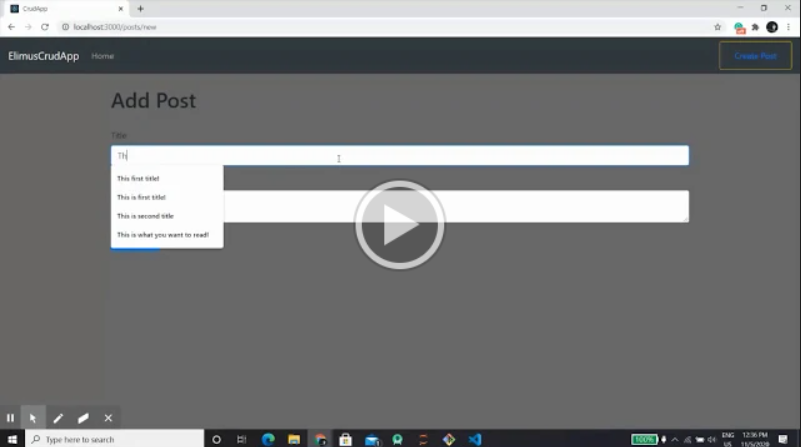 CrudApp
localhost:3000/posts/new
ElimusCrudApp Home Create Post
Add Post
Title
Th
This first title!
This is first title!
This is second title
This is what you want to read!
Type here to search
100%
ENG
12:36 PM
US
11/5/2020